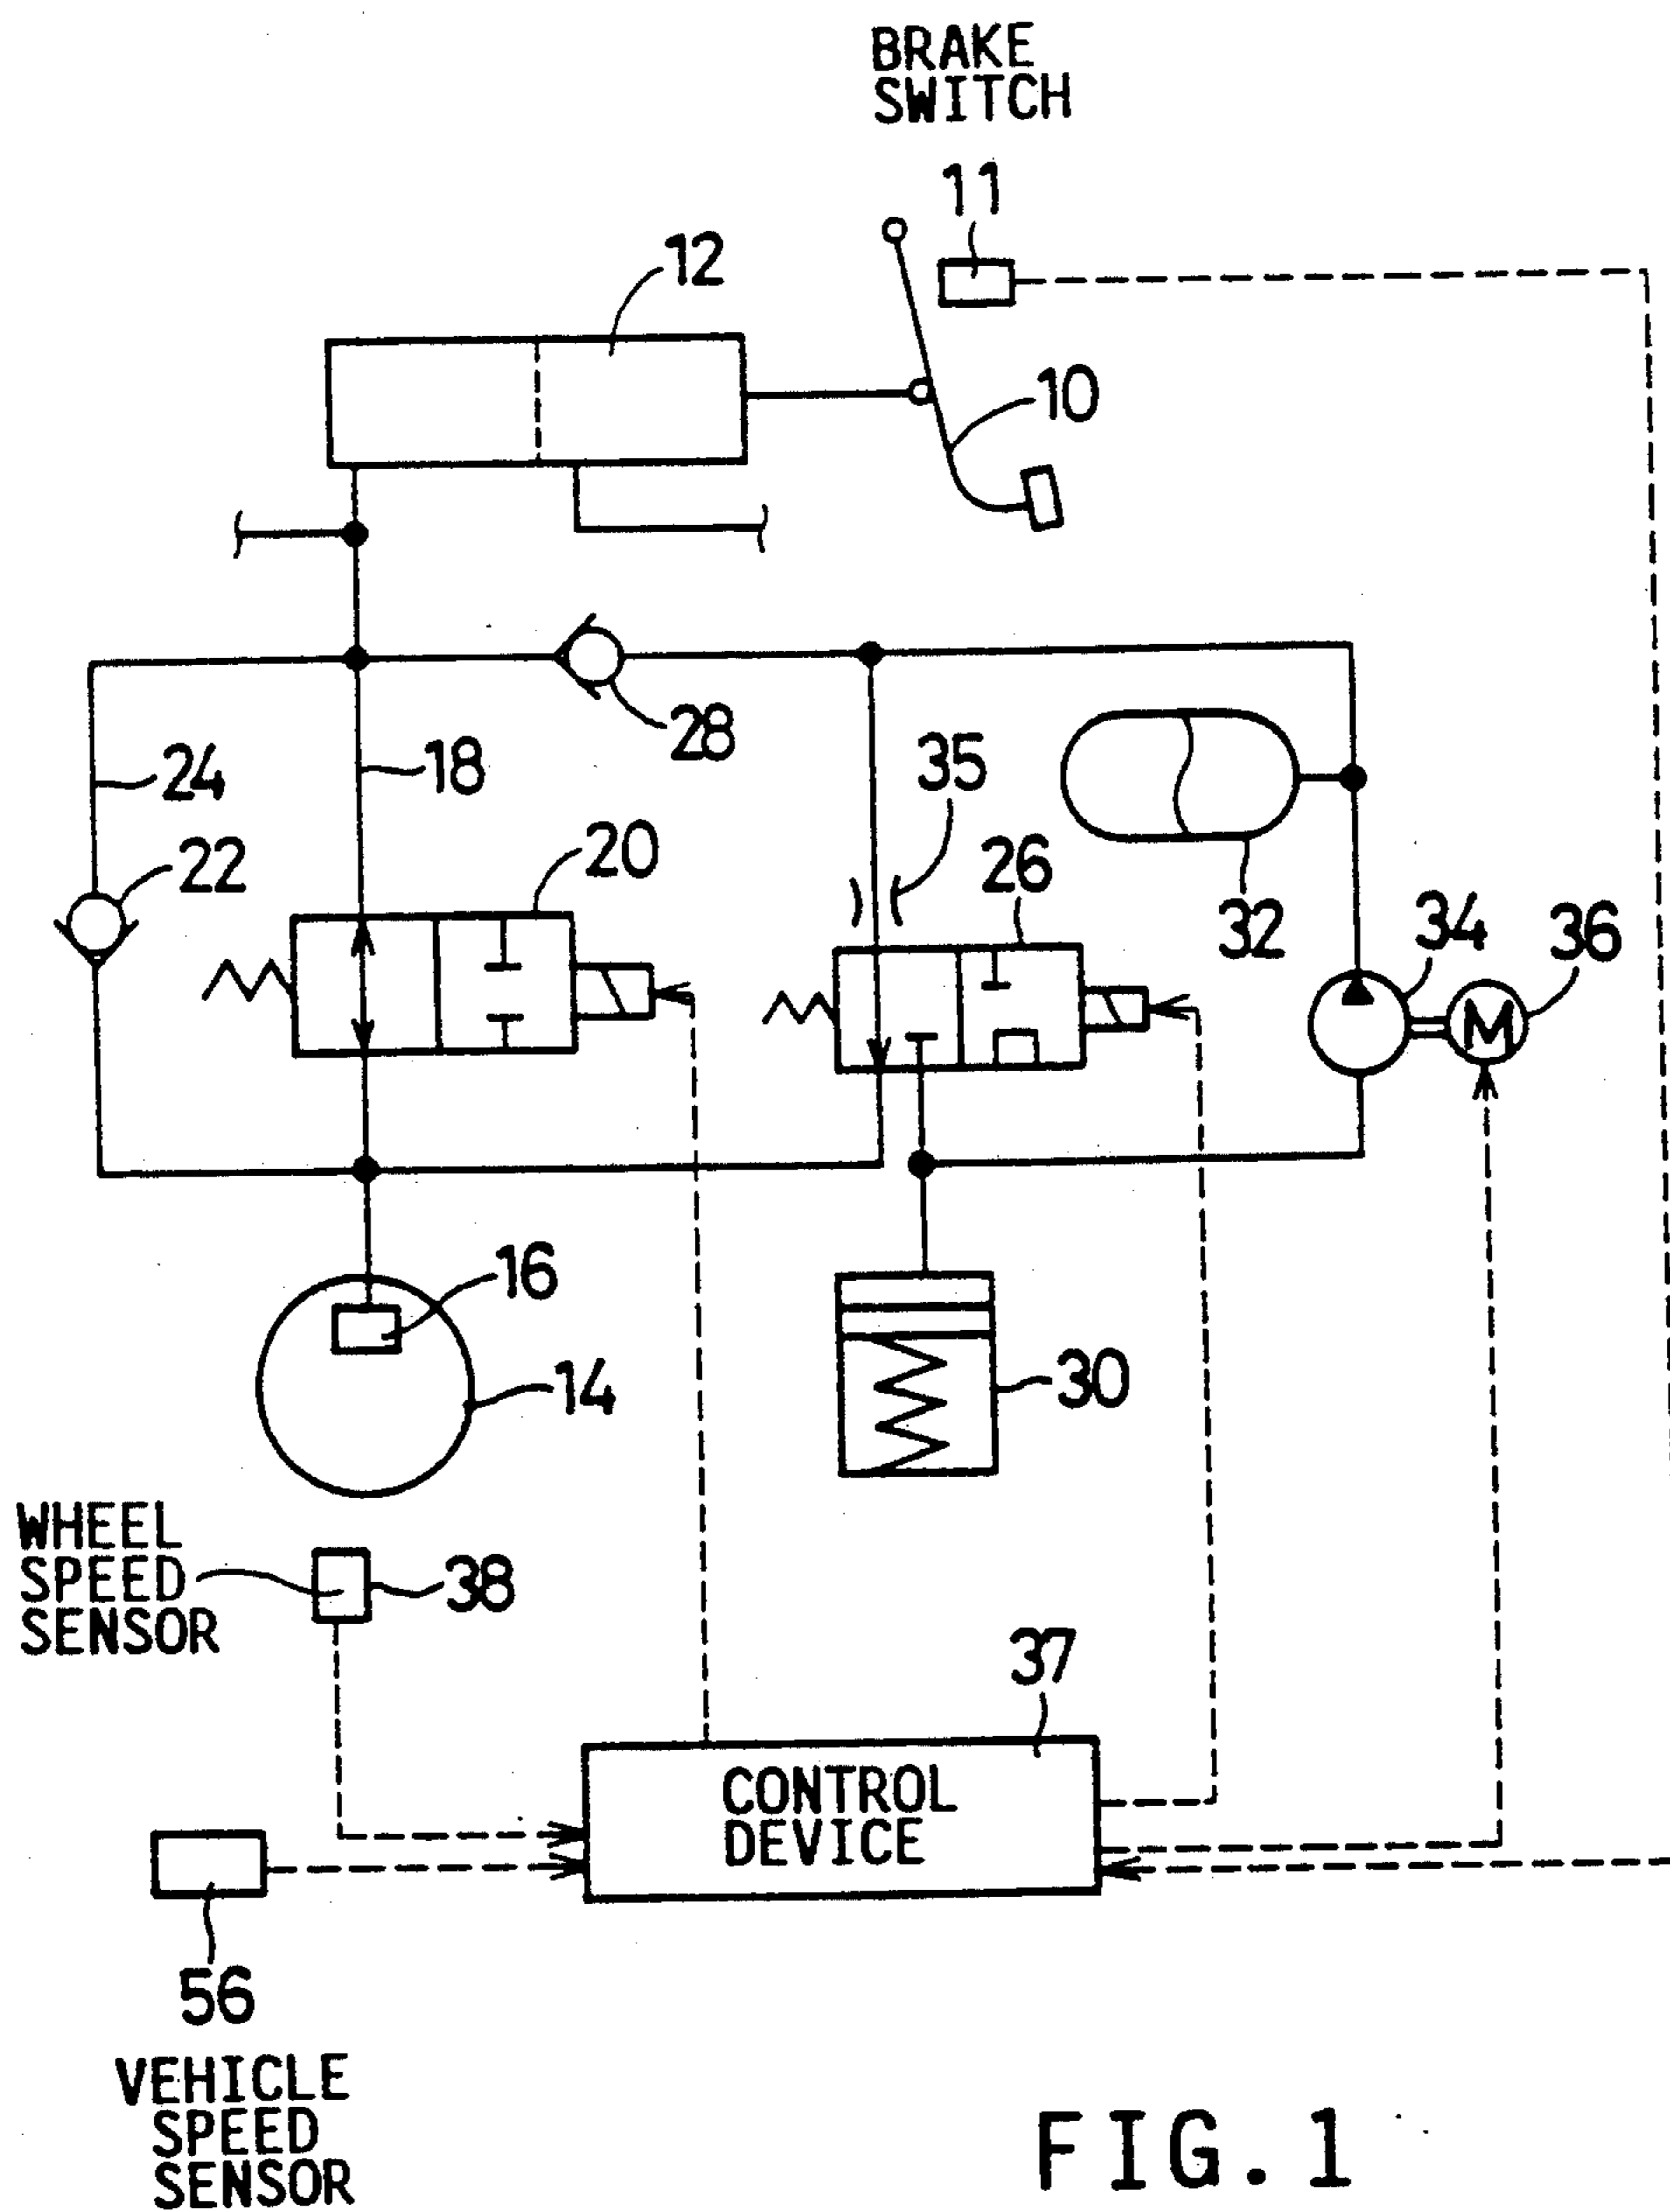 BRAKE
SWITCH
11
12
10
28
24
18
35
22
20
26
32
34
36
M
16
14
30
WHEEL
SPEED
SENSOR
38
37
CONTROL
DEVICE
56
VEHICLE
SPEED
SENSOR
FIG. 1